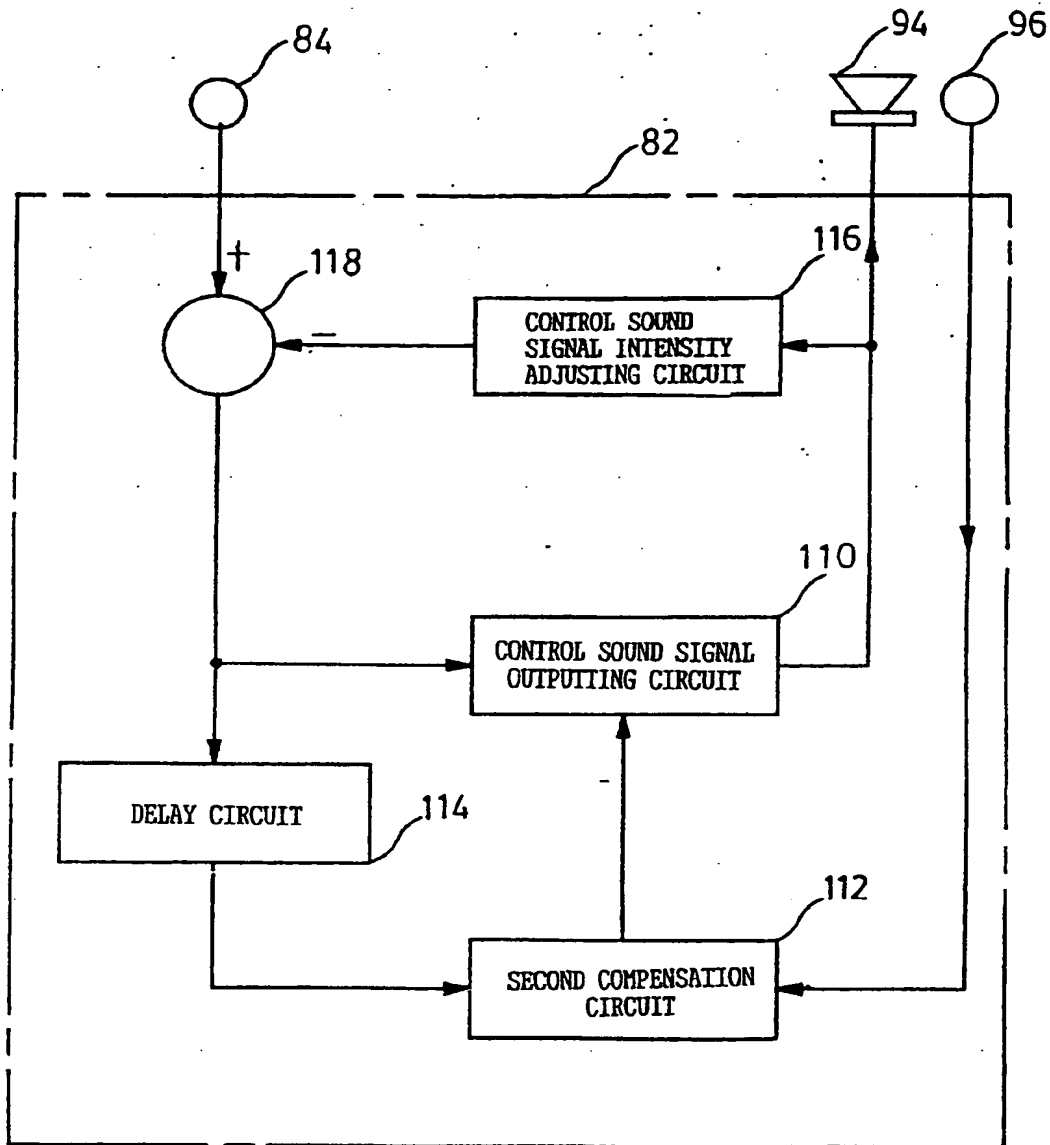 84
94
96
82
+
118
116
CONTROL SOUND
SIGNAL INTENSITY
ADJUSTING CIRCUIT
−
110
CONTROL SOUND SIGNAL
OUTPUTTING CIRCUIT
DELAY CIRCUIT
114
112
SECOND COMPENSATION
CIRCUIT